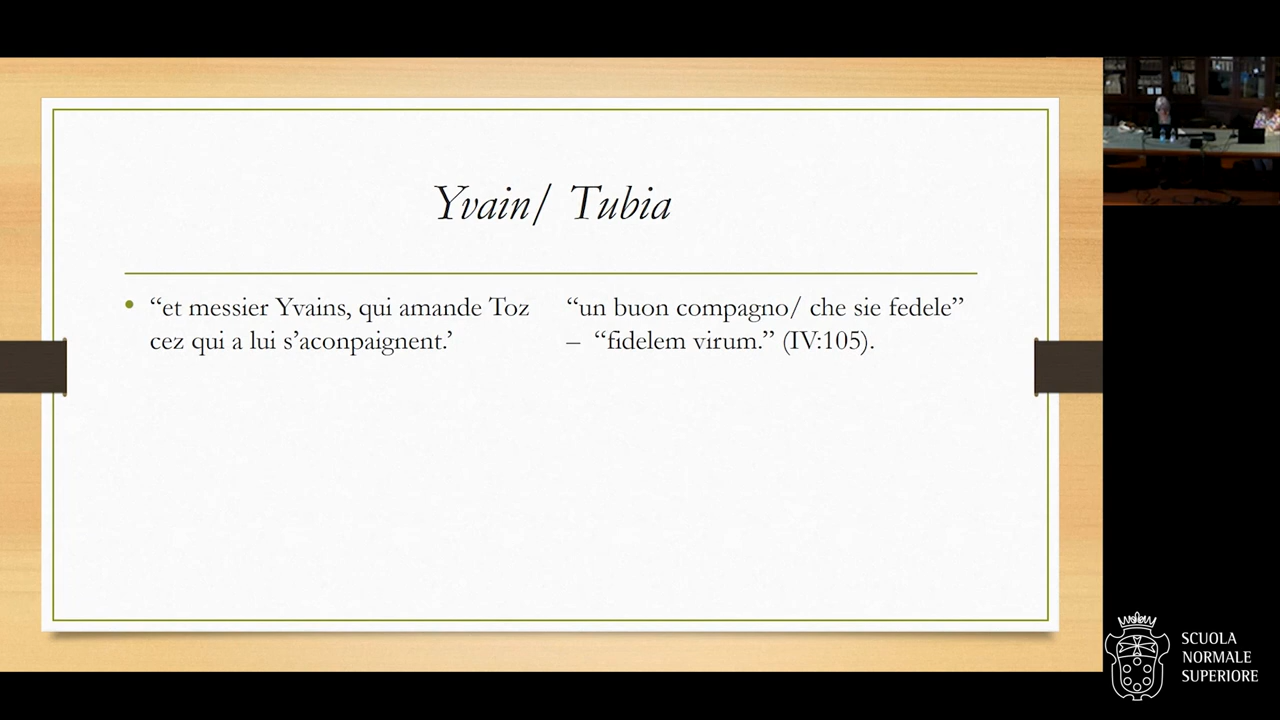 Yvain/ Tubia
• “et messier Yvains, qui amande Toz
cez qui a lui s’aconpaignent.’
“un buon compagno/ che sie fedele”
– “fidelem virum.” (IV:105).
SCUOLA
NORMALE
SUPERIORE